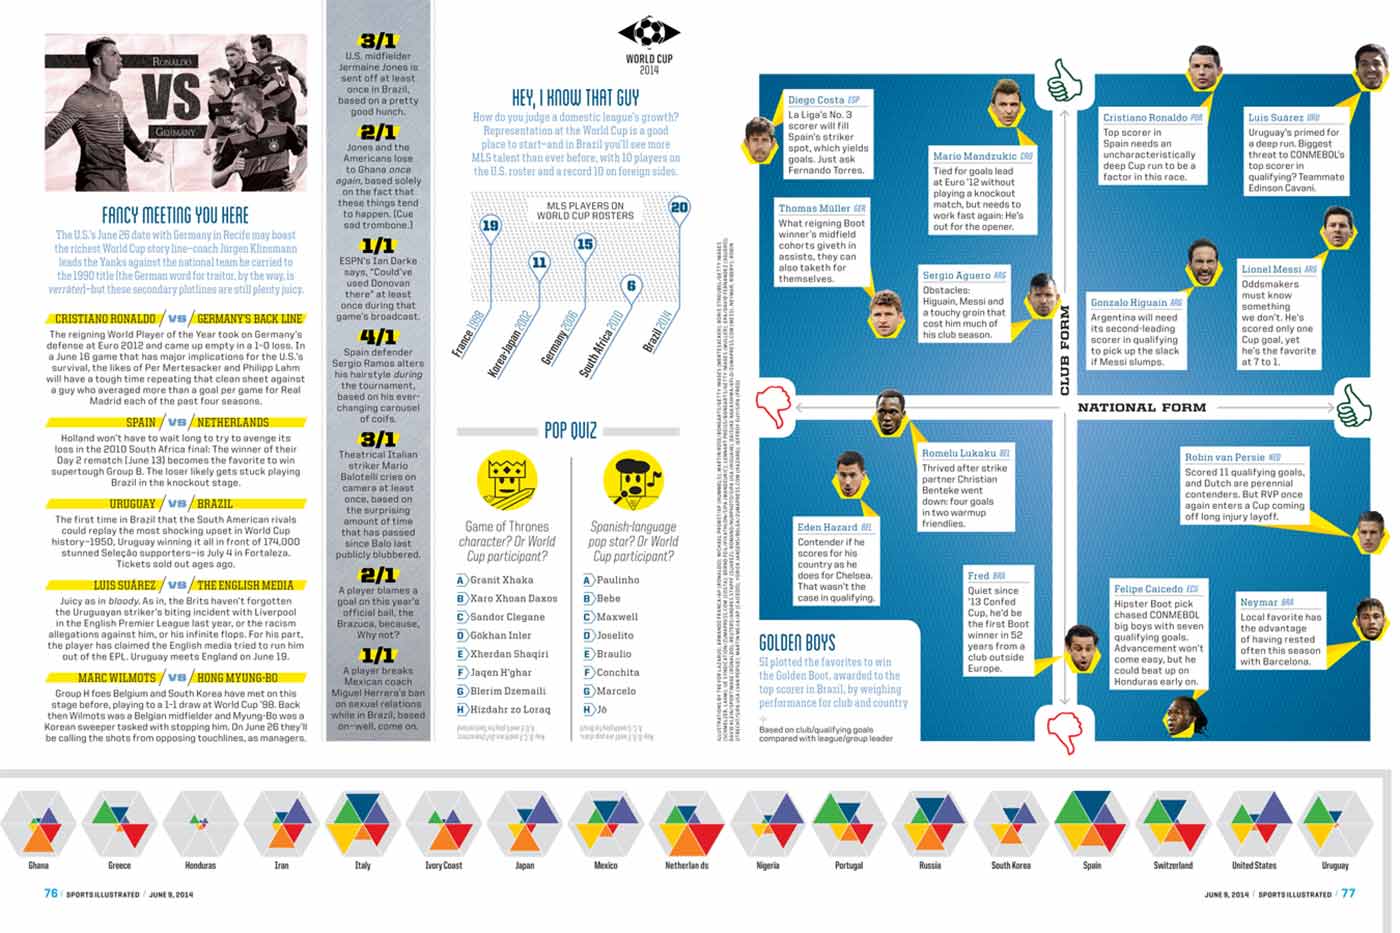 RONALDO
VS
GERMANY
FANCY MEETING YOU HERE
The U.S.'s June 26 date with Germany in Recife may boast
the richest World Cup story line–coach Jürgen Klinsmann
leads the Yanks against the national team he carried to
the 1990 title (the German word for traitor, by the way, is
verräter)–but these secondary plotlines are still plenty juicy.
CRISTIANO RONALDO / VS / GERMANY'S BACK LINE
The reigning World Player of the Year took on Germany's
defense at Euro 2012 and came up empty in a 1–0 loss. In
a June 16 game that has major implications for the U.S.'s
survival, the likes of Per Mertesacker and Philipp Lahm
will have a tough time repeating that clean sheet against
a guy who averaged more than a goal per game for Real
Madrid each of the past four seasons.
SPAIN / VS / NETHERLANDS
Holland won't have to wait long to try to avenge its
loss in the 2010 South Africa final: The winner of their
Day 2 rematch (June 13) becomes the favorite to win
supertough Group B. The loser likely gets stuck playing
Brazil in the knockout stage.
URUGUAY / VS / BRAZIL
The first time in Brazil that the South American rivals
could replay the most shocking upset in World Cup
history–1950, Uruguay winning it all in front of 174,000
stunned Seleção supporters–is July 4 in Fortaleza.
Tickets sold out ages ago.
LUIS SUÁREZ / VS / THE ENGLISH MEDIA
Juicy as in bloody. As in, the Brits haven't forgotten
the Uruguayan striker's biting incident with Liverpool
in the English Premier League last year, or the racism
allegations against him, or his infinite flops. For his part,
the player has claimed the English media tried to run him
out of the EPL. Uruguay meets England on June 19.
MARC WILMOTS / VS / HONG MYUNG-BO
Group H foes Belgium and South Korea have met on this
stage before, playing to a 1-1 draw at World Cup '98. Back
then Wilmots was a Belgian midfielder and Myung-Bo was a
Korean sweeper tasked with stopping him. On June 26 they'll
be calling the shots from opposing touchlines, as managers.
3/1
U.S. midfielder
Jermaine Jones is
sent off at least
once in Brazil,
based on a pretty
good hunch.
2/1
Jones and the
Americans lose
to Ghana once
again, based solely
on the fact that
these things tend
to happen. (Cue
sad trombone.)
1/1
ESPN's Ian Darke
says, "Could've
used Donovan
there" at least
once during that
game's broadcast.
4/1
Spain defender
Sergio Ramos alters
his hairstyle during
the tournament,
based on his ever-
changing carousel
of coifs.
3/1
Theatrical Italian
striker Mario
Balotelli cries on
camera at least
once, based on
the surprising
amount of time
that has passed
since Balo last
publicly blubbered.
2/1
A player blames a
goal on this year's
official ball, the
Brazuca, because,
Why not?
1/1
A player breaks
Mexican coach
Miguel Herrera's ban
on sexual relations
while in Brazil, based
on–well, come on.
WORLD CUP
2014
HEY, I KNOW THAT GUY
How do you judge a domestic league's growth?
Representation at the World Cup is a good
place to start–and in Brazil you'll see more
MLS talent than ever before, with 10 players on
the U.S. roster and a record 10 on foreign sides.
MLS PLAYERS ON
WORLD CUP ROSTERS
19
11
15
6
20
France 1998
Korea-Japan 2002
Germany 2006
South Africa 2010
Brazil 2014
POP QUIZ
Game of Thrones
character? Or World
Cup participant?
A Granit Xhaka
B Xaro Xhoan Daxos
C Sandor Clegane
D Gökhan Inler
E Xherdan Shaqiri
F Jaqen H'ghar
G Blerim Dzemaili
H Hizdahr zo Loraq
Spanish-language
pop star? Or World
Cup participant?
A Paulinho
B Bebe
C Maxwell
D Joselito
E Braulio
F Conchita
G Marcelo
H Jô
Diego Costa ESP
La Liga's No. 3
scorer will fill
Spain's striker
spot, which yields
goals. Just ask
Fernando Torres.
Mario Mandzukic CRO
Tied for goals lead
at Euro '12 without
playing a knockout
match, but needs to
work fast again: He's
out for the opener.
Thomas Müller GER
What reigning Boot
winner's midfield
cohorts giveth in
assists, they can
also taketh for
themselves.
Sergio Aguero ARG
Obstacles:
Higuain, Messi and
a touchy groin that
cost him much of
his club season.
Cristiano Ronaldo POR
Top scorer in
Spain needs an
uncharacteristically
deep Cup run to be a
factor in this race.
Luis Suárez URU
Uruguay's primed for
a deep run. Biggest
threat to CONMEBOL's
top scorer in
qualifying? Teammate
Edinson Cavani.
Gonzalo Higuain ARG
Argentina will need
its second-leading
scorer in qualifying
to pick up the slack
if Messi slumps.
Lionel Messi ARG
Oddsmakers
must know
something
we don't. He's
scored only one
Cup goal, yet
he's the favorite
at 7 to 1.
CLUB FORM
NATIONAL FORM
Romelu Lukaku BEL
Thrived after strike
partner Christian
Benteke went
down: four goals
in two warmup
friendlies.
Eden Hazard BEL
Contender if he
scores for his
country as he
does for Chelsea.
That wasn't the
case in qualifying.
Fred BRA
Quiet since
'13 Confed
Cup, he'd be
the first Boot
winner in 52
years from a
club outside
Europe.
Robin van Persie NED
Scored 11 qualifying goals,
and Dutch are perennial
contenders. But RVP once
again enters a Cup coming
off long injury layoff.
Felipe Caicedo ECU
Hipster Boot pick
chased CONMEBOL
big boys with seven
qualifying goals.
Advancement won't
come easy, but he
could beat up on
Honduras early on.
Neymar BRA
Local favorite has
the advantage
of having rested
often this season
with Barcelona.
GOLDEN BOYS
SI plotted the favorites to win
the Golden Boot, awarded to the
top scorer in Brazil, by weighing
performance for club and country
Based on club/qualifying goals
compared with league/group leader
Ghana
Greece
Honduras
Iran
Italy
Ivory Coast
Japan
Mexico
Netherlan ds
Nigeria
Portugal
Russia
South Korea
Spain
Switzerland
United States
Uruguay
76 / SPORTS ILLUSTRATED / JUNE 9, 2014
JUNE 9, 2014 / SPORTS ILLUSTRATED / 77